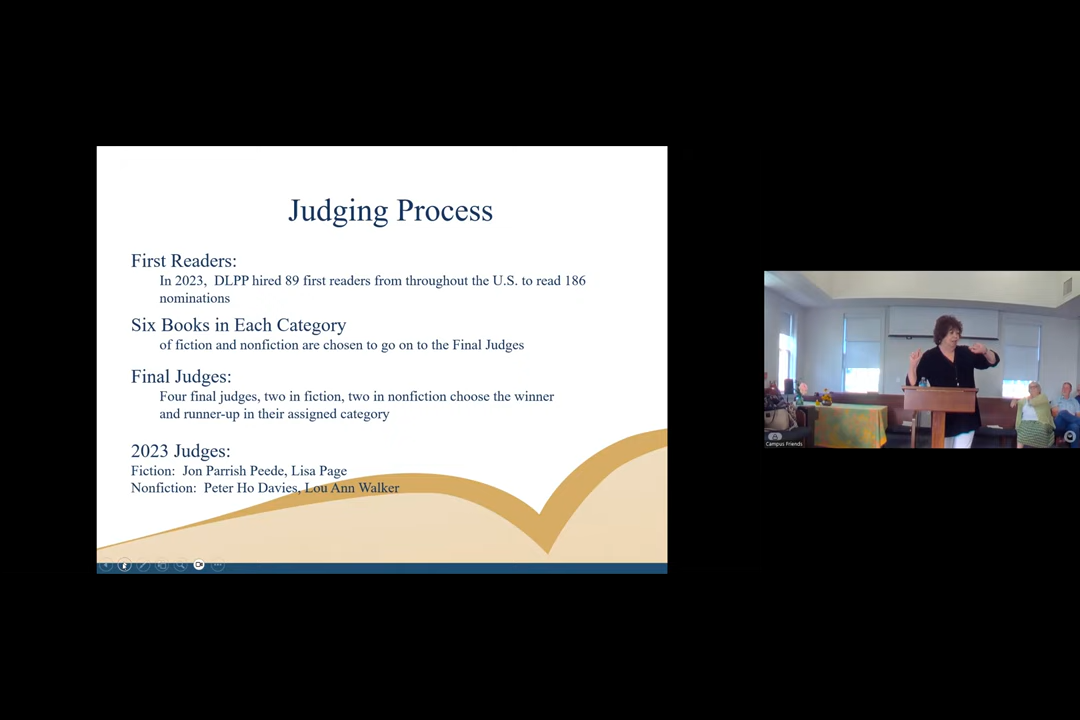 Judging Process
First Readers:
In 2023, DLPP hired 89 first readers from throughout the U.S. to read 186
nominations
Six Books in Each Category
of fiction and nonfiction are chosen to go on to the Final Judges
Final Judges:
Four final judges, two in fiction, two in nonfiction choose the winner
and runner-up in their assigned category
2023 Judges:
Fiction: Jon Parrish Peede, Lisa Page
Nonfiction: Peter Ho Davies, Lou Ann Walker
Campus Friends